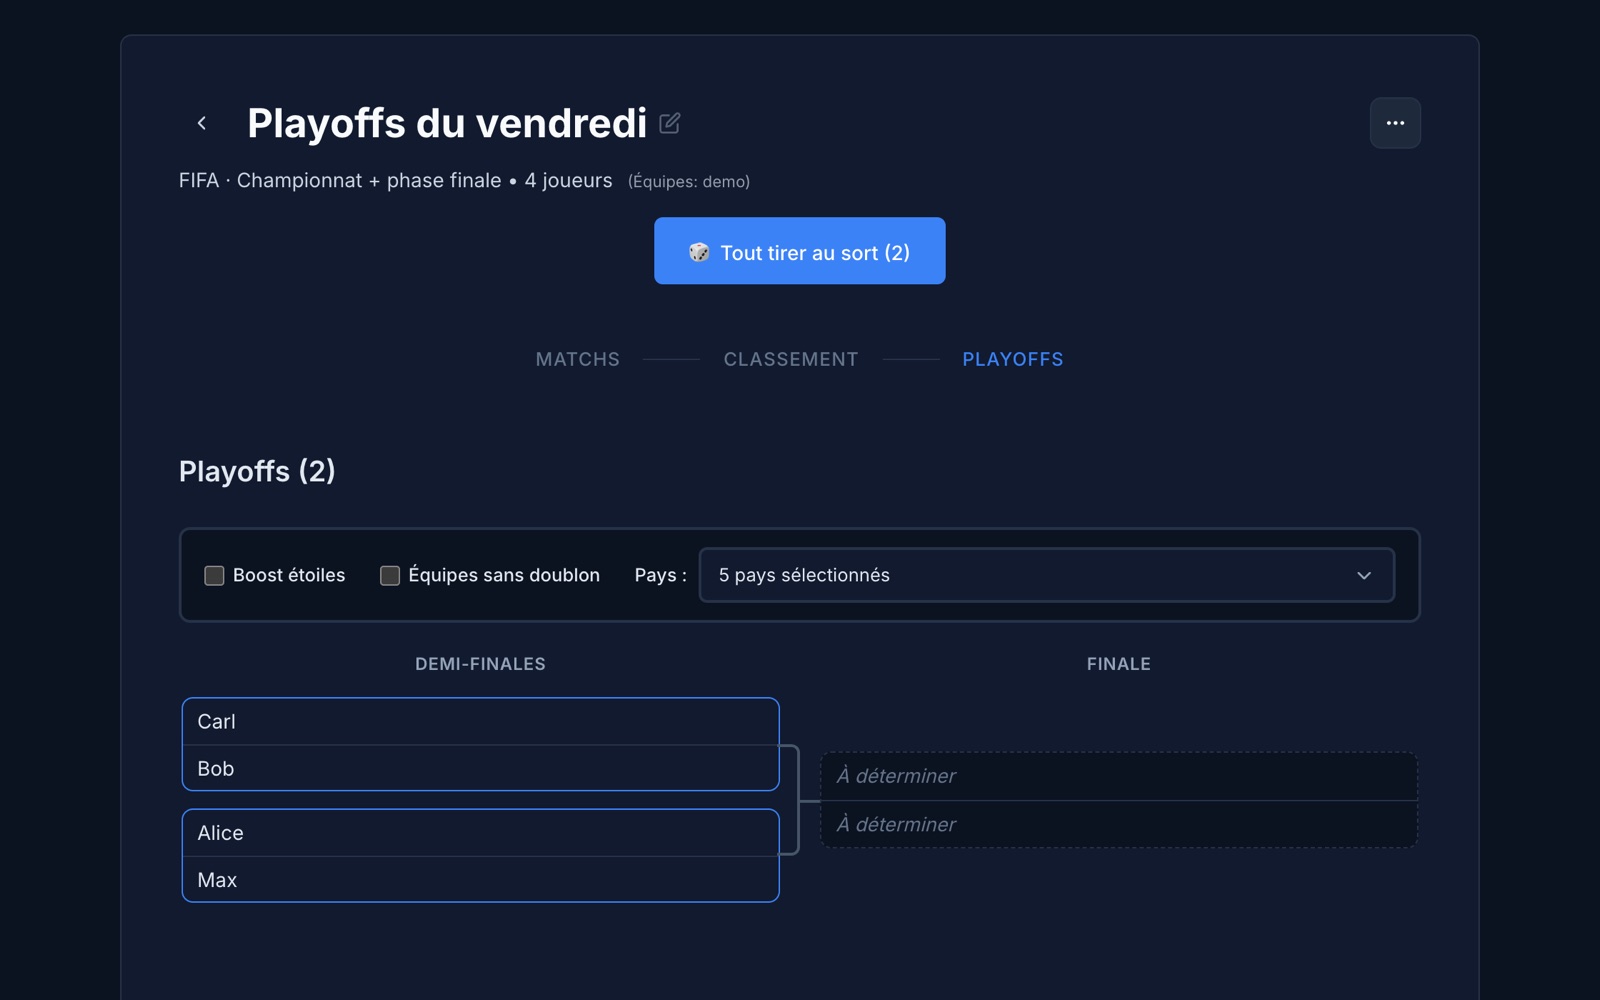 Playoffs du vendredi
FIFA · Championnat + phase finale • 4 joueurs (Équipes: demo)
Tout tirer au sort (2)
MATCHS CLASSEMENT PLAYOFFS
Playoffs (2)
Boost étoiles Équipes sans doublon Pays : 5 pays sélectionnés
DEMI-FINALES FINALE
Carl
Bob
À déterminer
À déterminer
Alice
Max